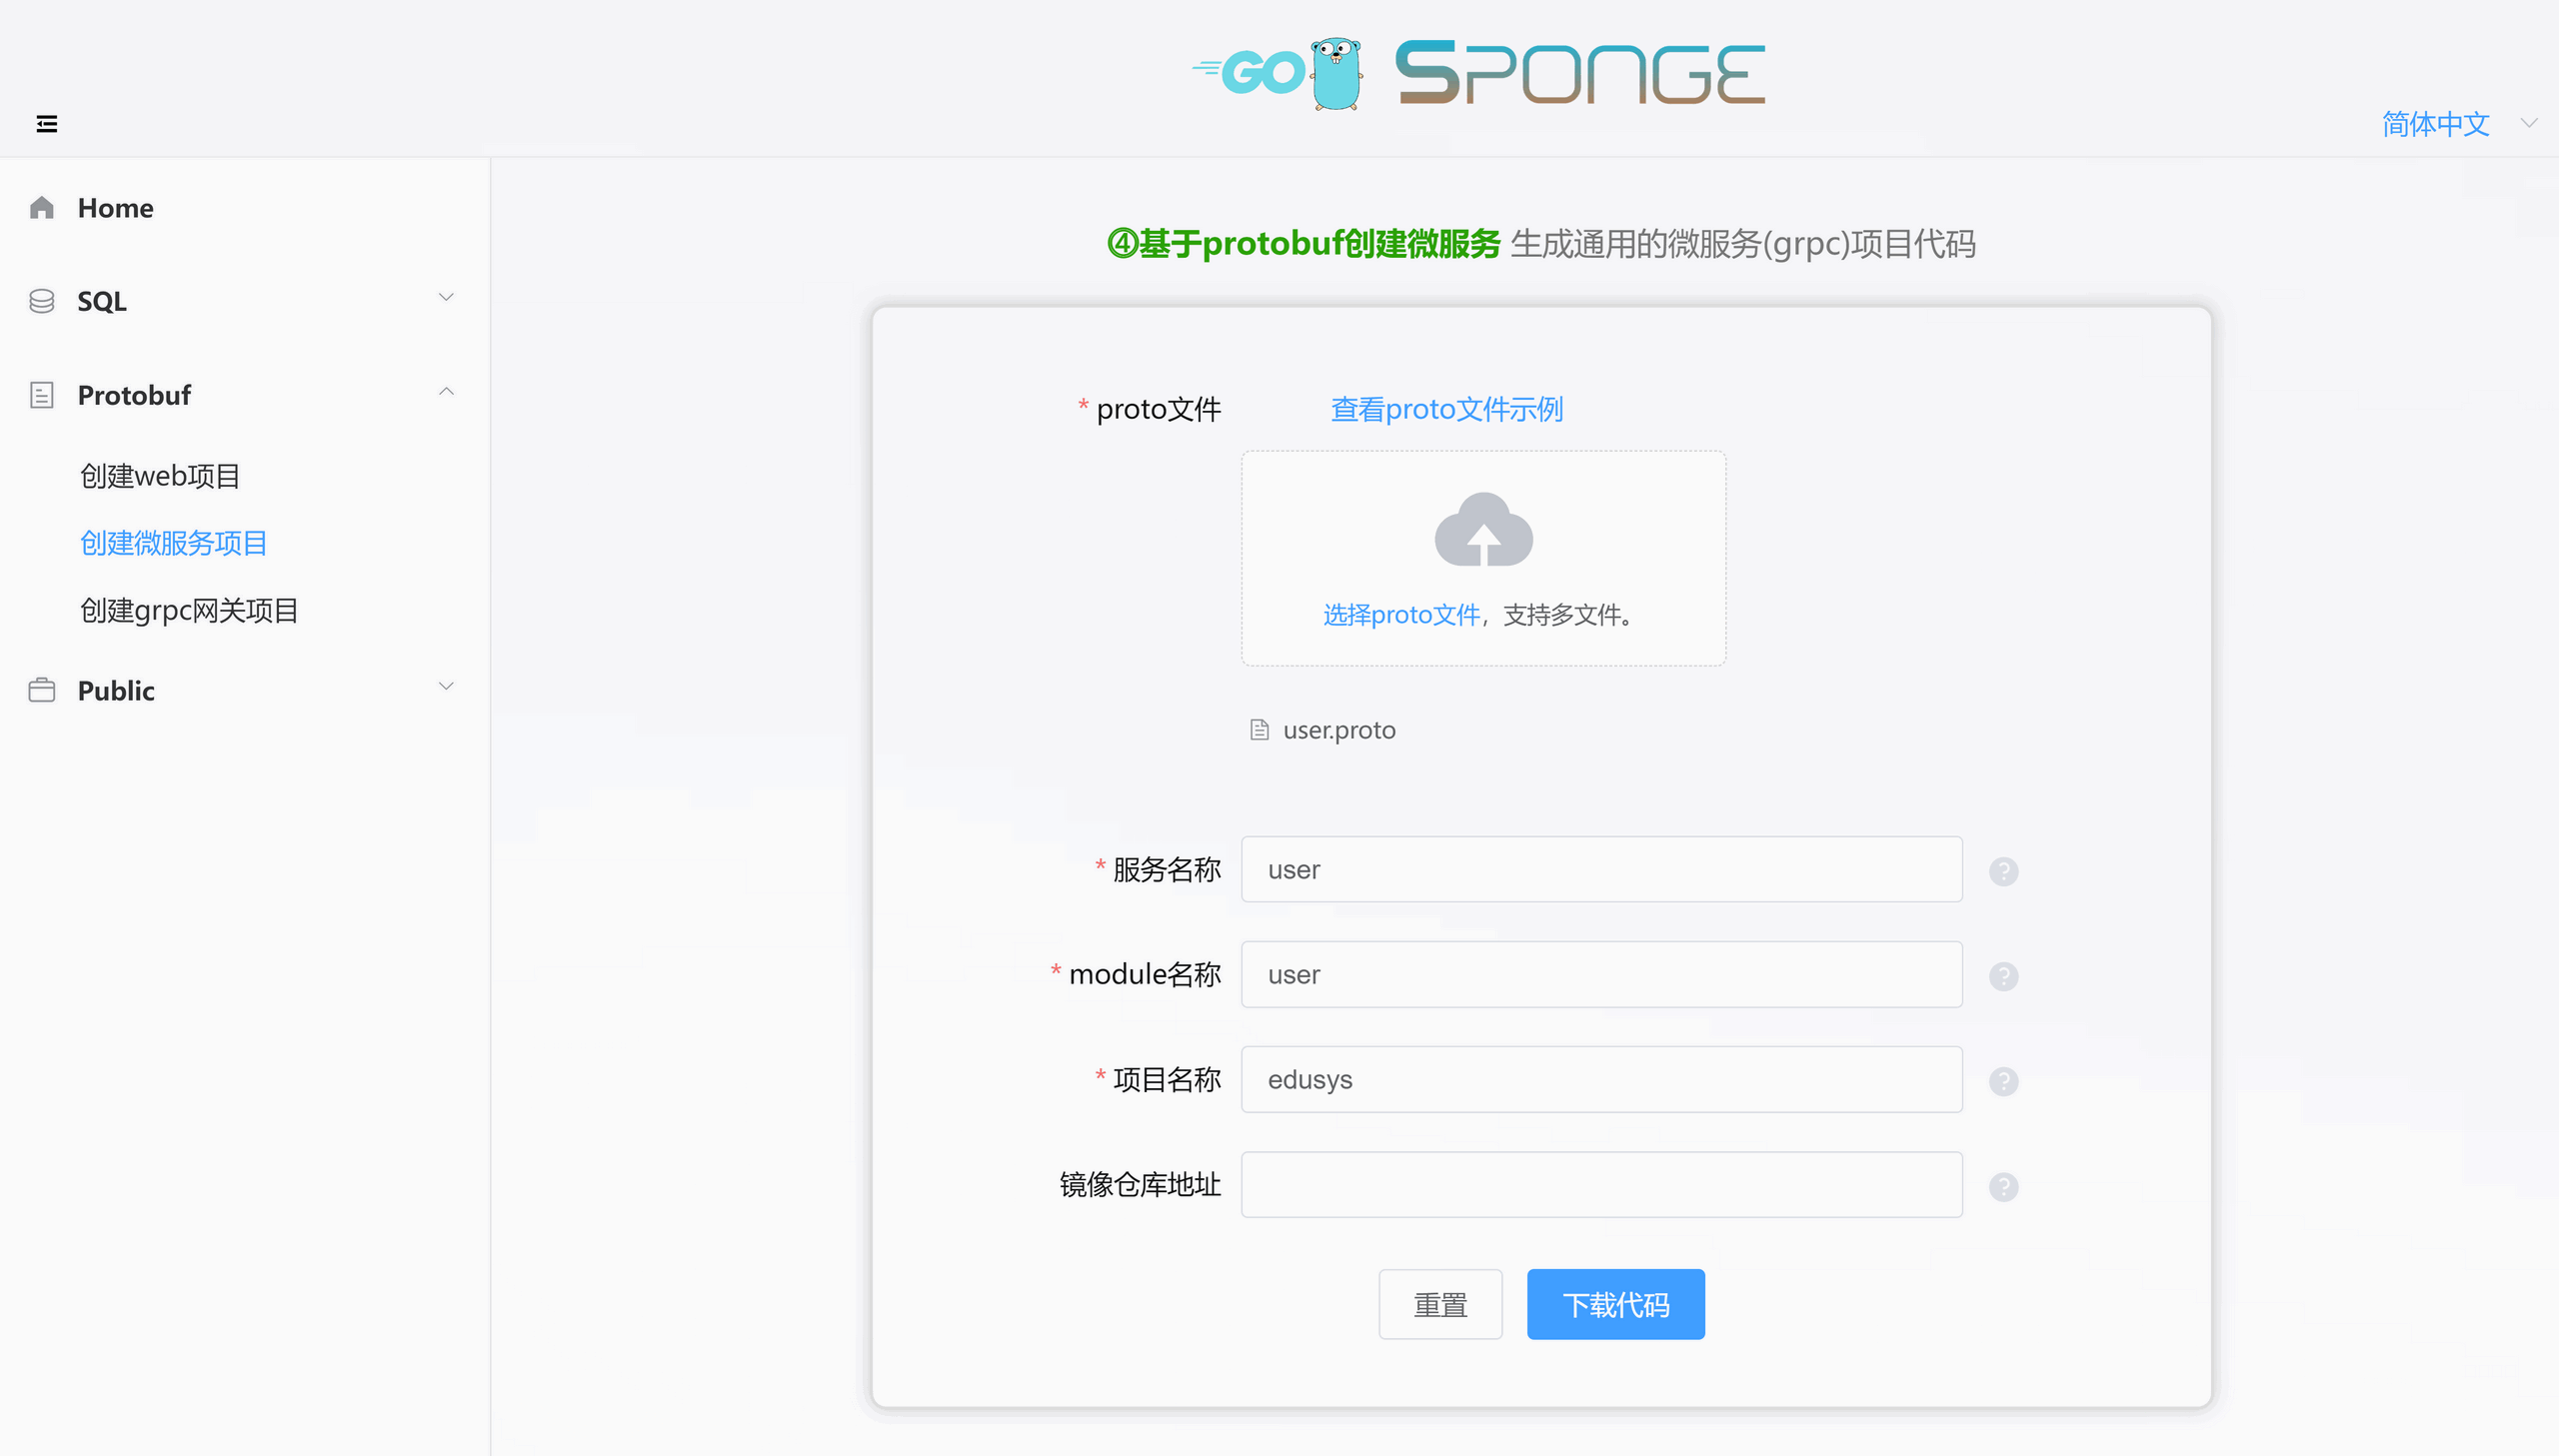 GO SPONGE
简体中文
Home
SQL
Protobuf
创建web项目
创建微服务项目
创建grpc网关项目
Public
④基于protobuf创建微服务 生成通用的微服务(grpc)项目代码
* proto文件 查看proto文件示例
选择proto文件，支持多文件。
user.proto
* 服务名称 user ?
* module名称 user ?
* 项目名称 edusys ?
镜像仓库地址 ?
重置 下载代码